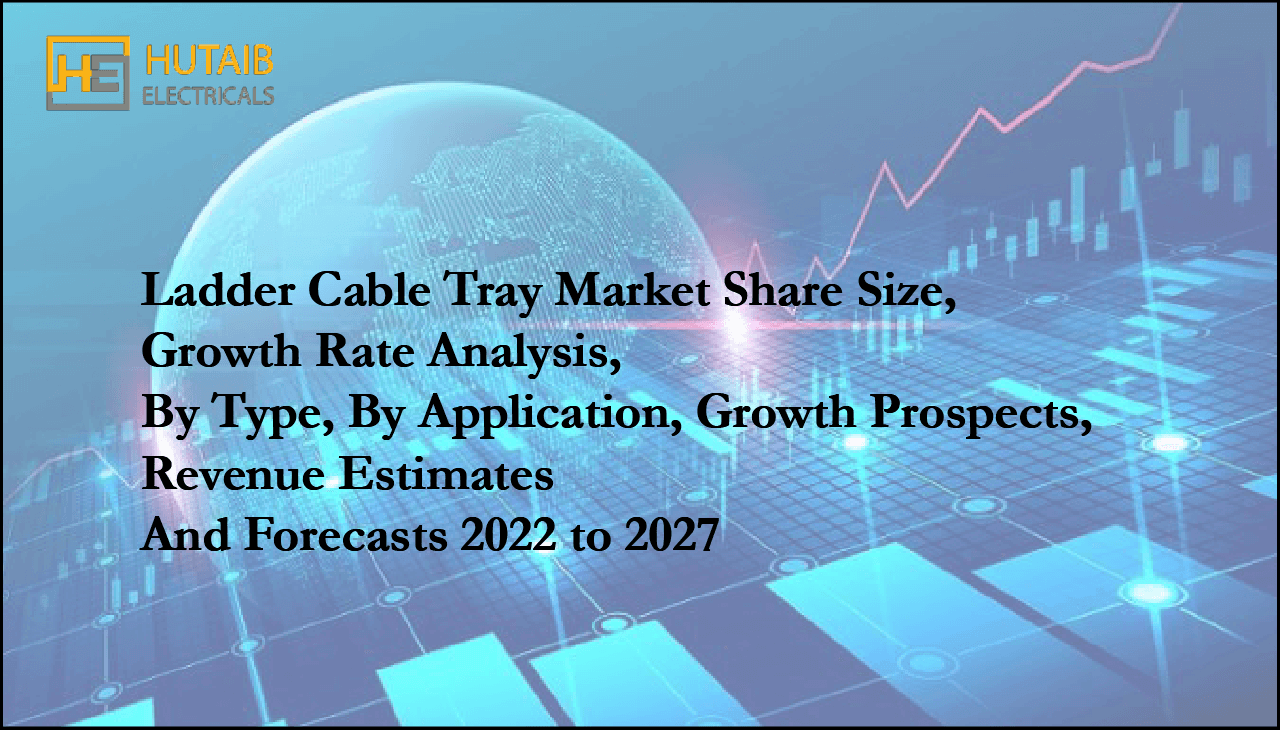 HE HUTAIB
ELECTRICALS
Ladder Cable Tray Market Share Size,
Growth Rate Analysis,
By Type, By Application, Growth Prospects,
Revenue Estimates
And Forecasts 2022 to 2027